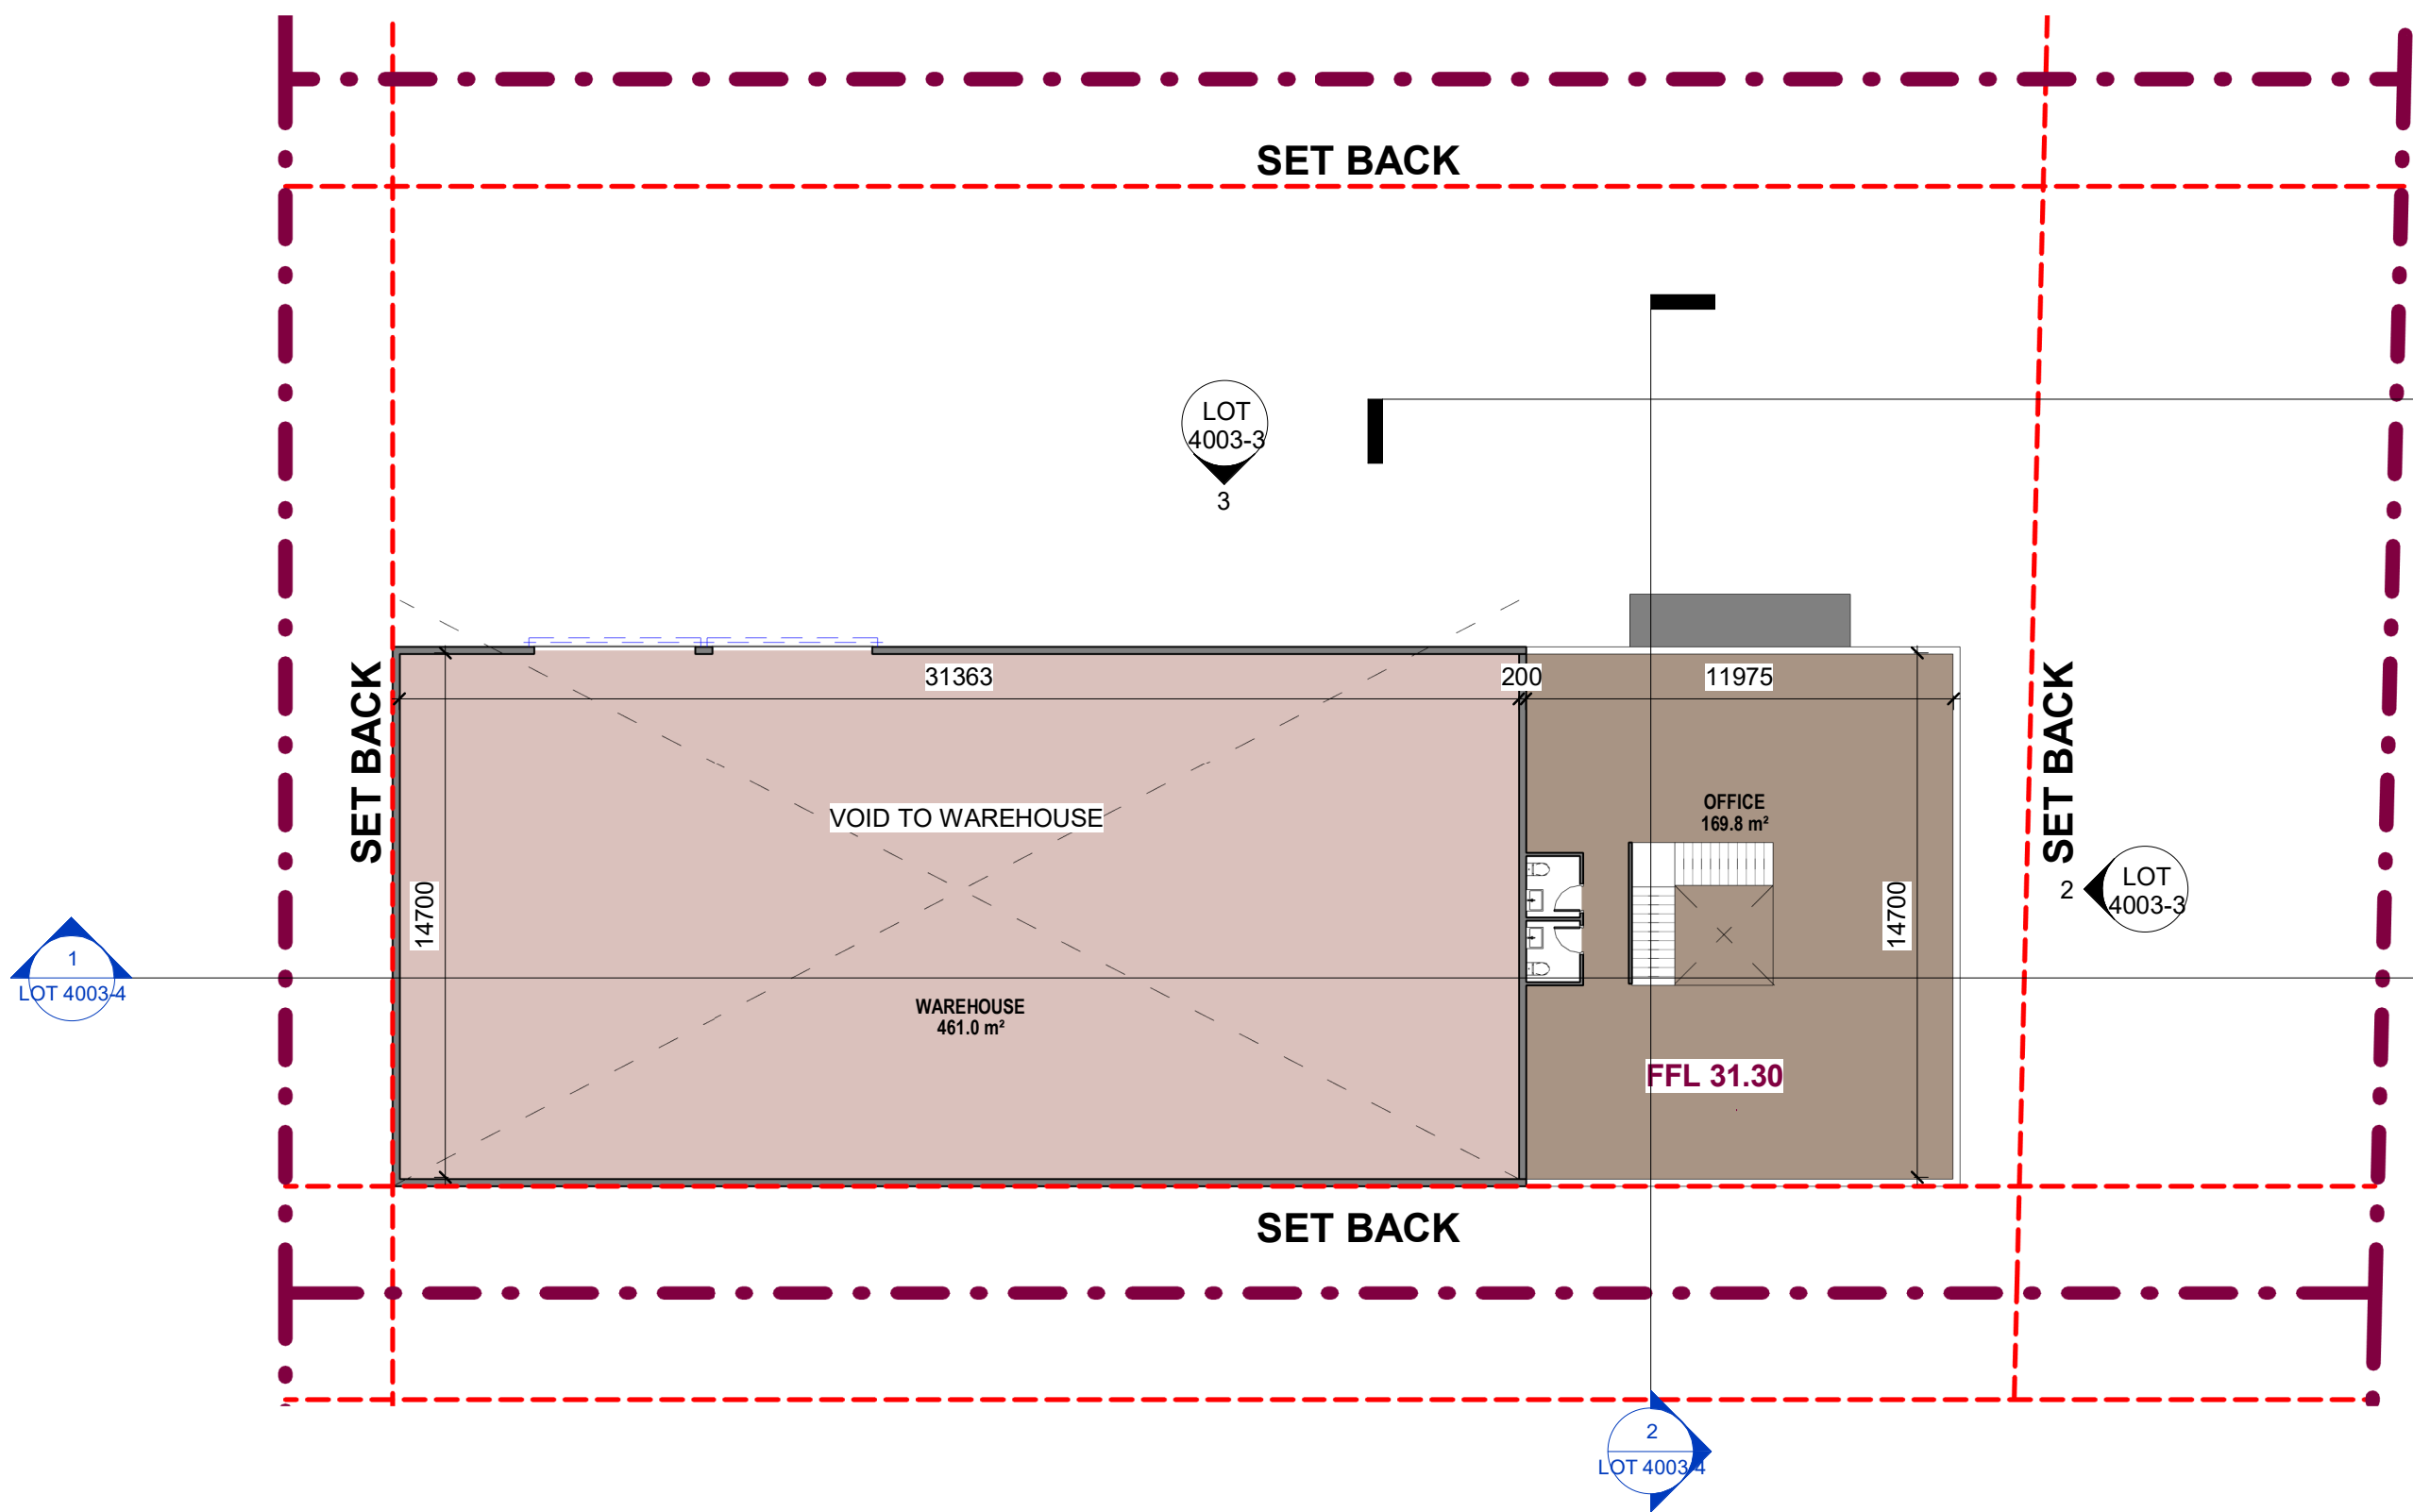 SET BACK
LOT
4003-3
3
31363
200
11975
SET BACK
SET BACK
OFFICE
169.8 m²
VOID TO WAREHOUSE
14700
14700
2
LOT
4003-3
1
LOT 4003-4
WAREHOUSE
461.0 m²
FFL 31.30
SET BACK
2
LOT 4003-4